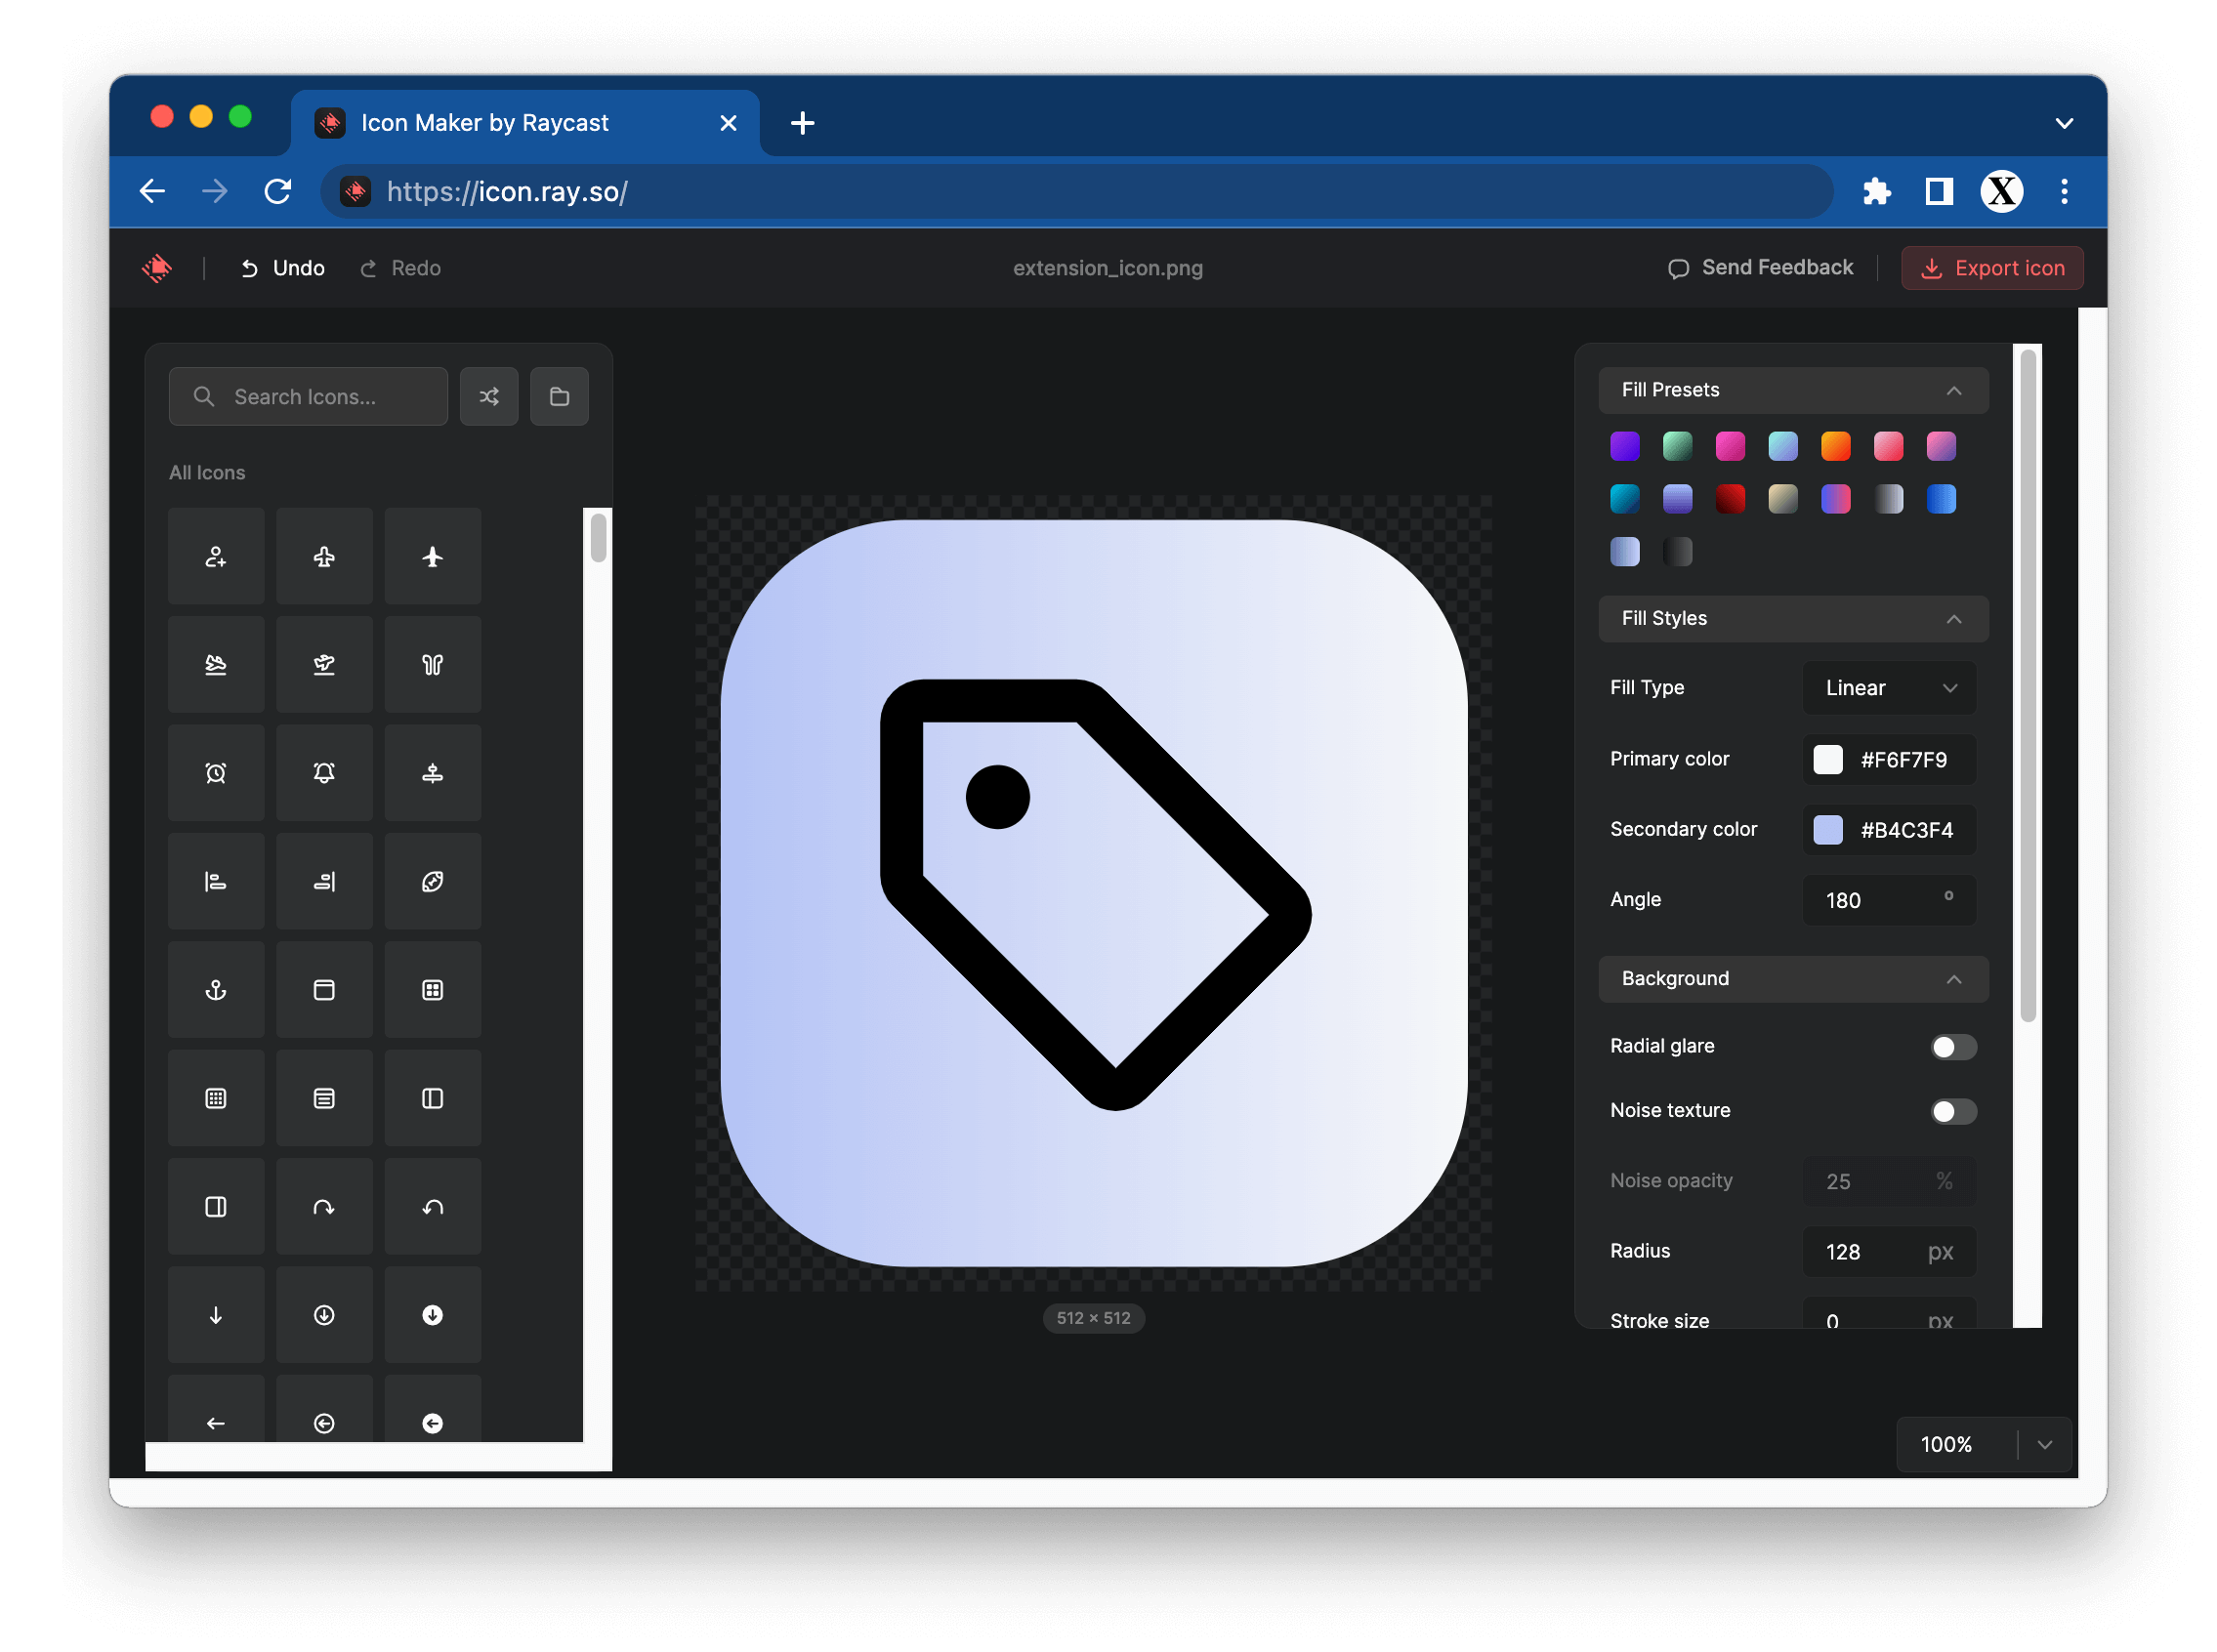 Icon Maker by Raycast
https://icon.ray.so/
X
Undo
Redo
extension_icon.png
Send Feedback
Export icon
Search Icons...
All Icons
512 × 512
Fill Presets
Fill Styles
Fill Type
Linear
Primary color
#F6F7F9
Secondary color
#B4C3F4
Angle
180 °
Background
Radial glare
Noise texture
Noise opacity
25 %
Radius
128 px
Stroke size
0 px
100%